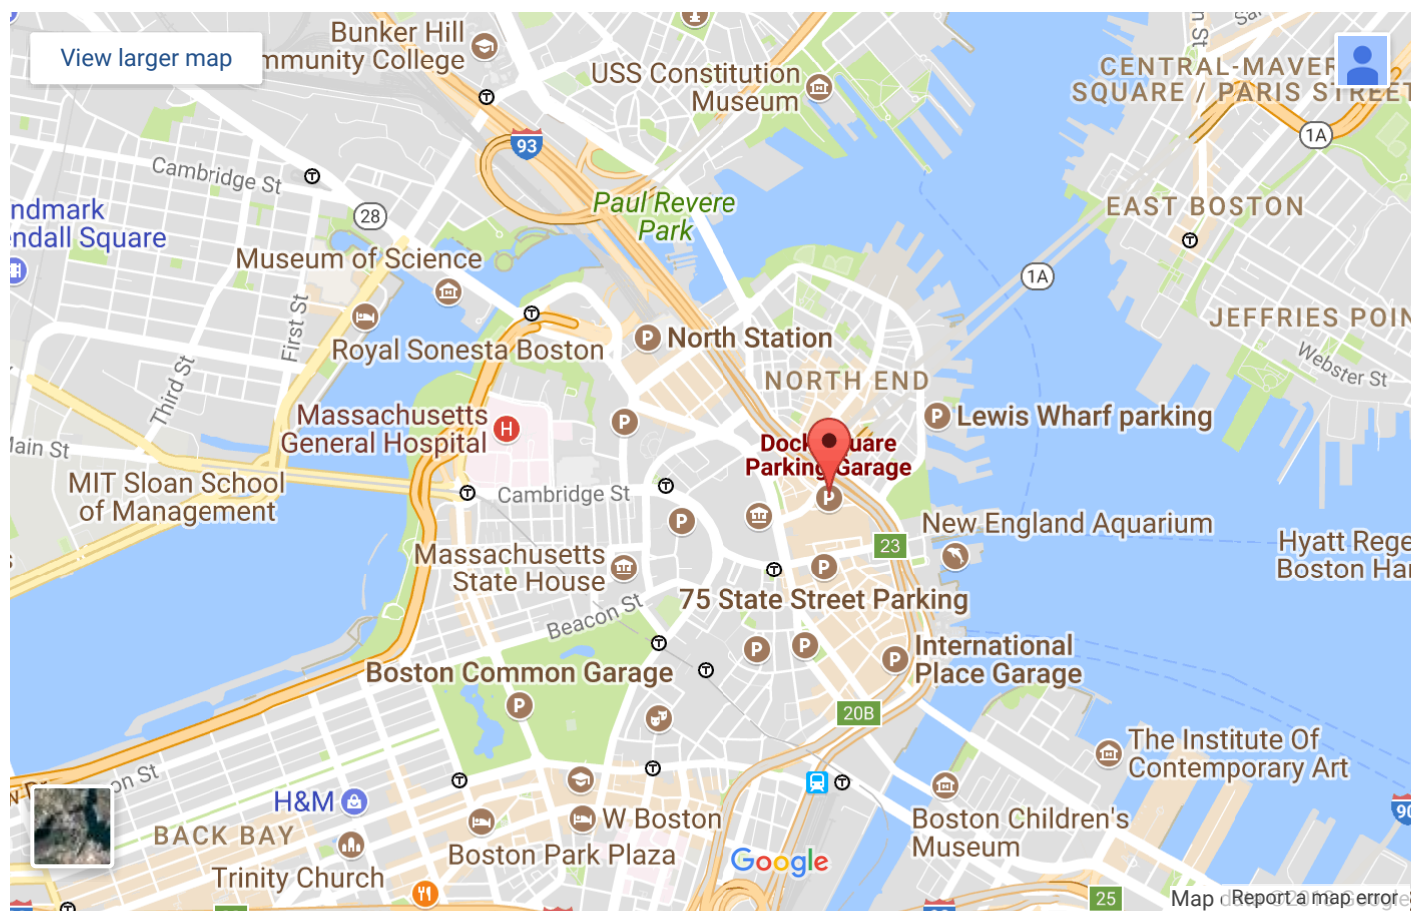 View larger map
Bunker Hill
mmunity College
USS Constitution
Museum
CENTRAL-MAVER
SQUARE / PARIS STREET
1A
93
Cambridge St
28
Paul Revere
Park
EAST BOSTON
ndmark
endall Square
Museum of Science
1A
First St
JEFFRIES POIN
Webster St
Royal Sonesta Boston
North Station
NORTH END
Third St
Massachusetts
General Hospital
Lewis Wharf parking
Dock Square
Parking Garage
Main St
MIT Sloan School
of Management
Cambridge St
New England Aquarium
23
Hyatt Rege
Boston Har
Massachusetts
State House
75 State Street Parking
Beacon St
International
Place Garage
Boston Common Garage
20B
The Institute Of
Contemporary Art
on St
H&M
90
BACK BAY
W Boston
Boston Children's
Museum
Boston Park Plaza
Google
Trinity Church
25
Map
Report a map error